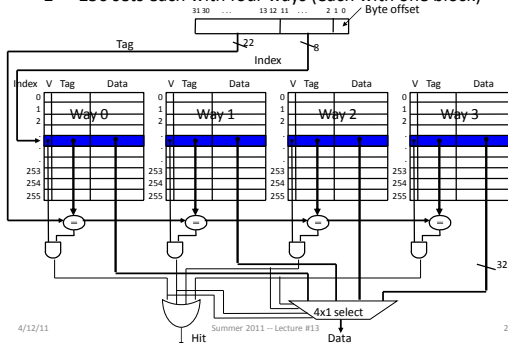 2 = 256 sets each with four ways (each with one block)
31 30 . . . 13 12 11 . . . 2 1 0 Byte offset
Tag 22 8
Index
Index V Tag Data V Tag Data V Tag Data V Tag Data
0 0 0 0
1 Way 0 1 Way 1 1 Way 2 1 Way 3
2 2 2 2
. . . .
. . . .
. . . .
253 253 253 253
254 254 254 254
255 255 255 255
= = = =
32
4x1 select
4/12/11 Summer 2011 -- Lecture #13 2
Hit Data